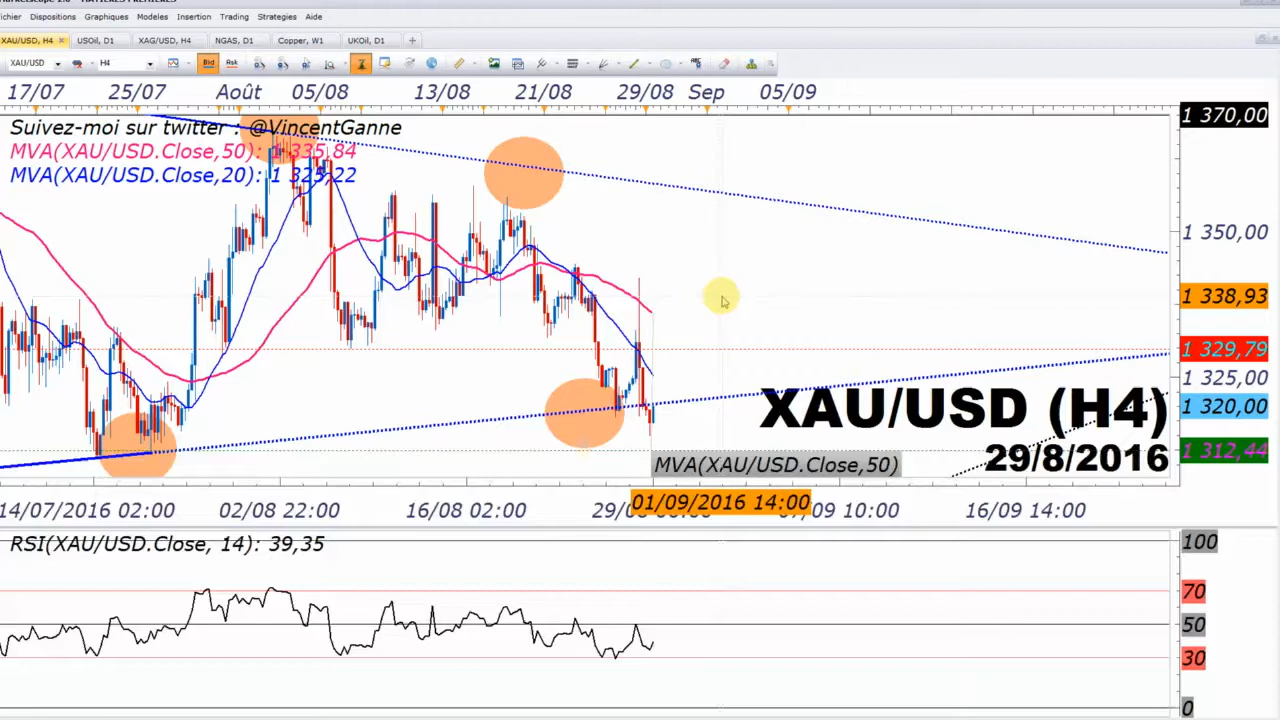 Dispositions Graphiques Modeles Insertion Trading Strategies Aide
XAU/USD, H4 USOil, D1 XAG/USD, H4 NGAS, D1 Copper, W1 UKOil, D1
XAU/USD H4 Bid Ask
17/07 25/07 Août 05/08 13/08 21/08 29/08 Sep 05/09
Suivez-moi sur twitter : @VincentGanne
MVA(XAU/USD.Close,50): 1 335,84
MVA(XAU/USD.Close,20): 1 325,22
1 370,00
1 350,00
1 338,93
1 329,79
1 325,00
1 320,00
1 312,44
XAU/USD (H4)
29/8/2016
MVA(XAU/USD.Close,50)
01/09/2016 14:00
14/07/2016 02:00 02/08 22:00 16/08 02:00 10:00 16/09 14:00
RSI(XAU/USD.Close, 14): 39,35
100
70
50
30
0